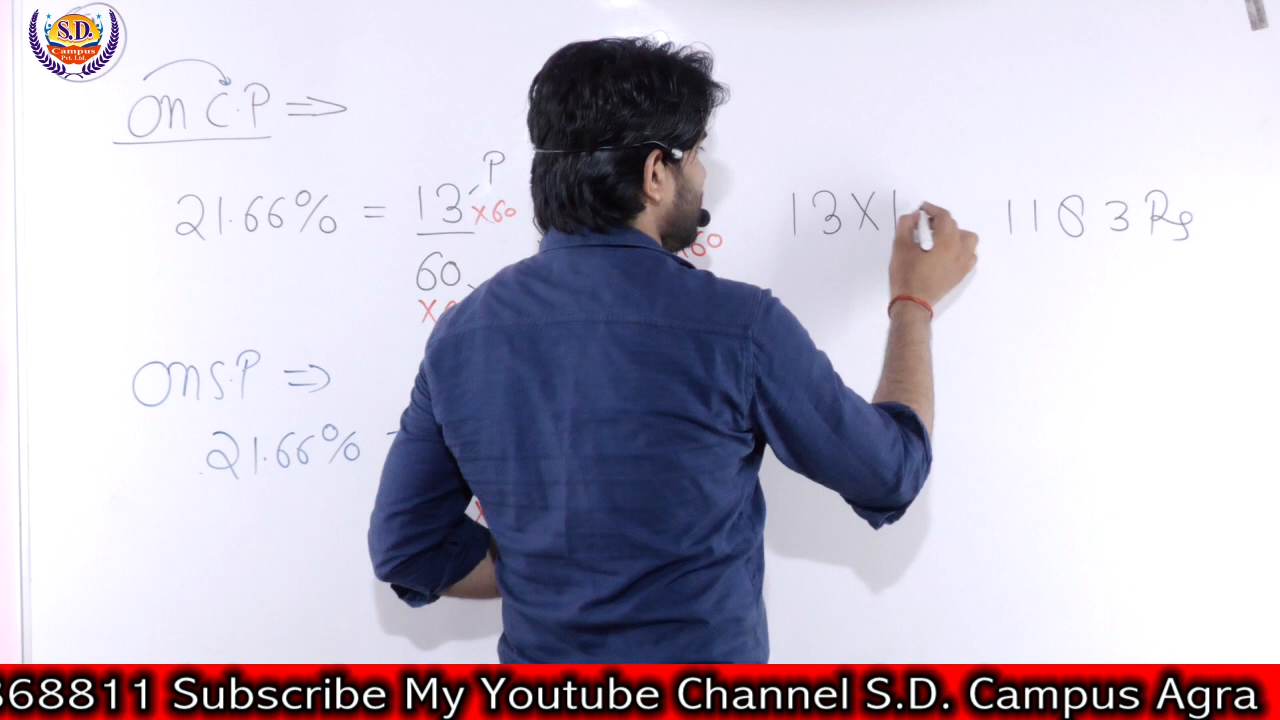 S.D.
Campus
Pvt. Ltd.
On C.P ⇒
P
21.66% = 13 ×60
60
13×1
1183 Rs
On S.P ⇒
21.66%
868811 Subscribe My Youtube Channel S.D. Campus Agra